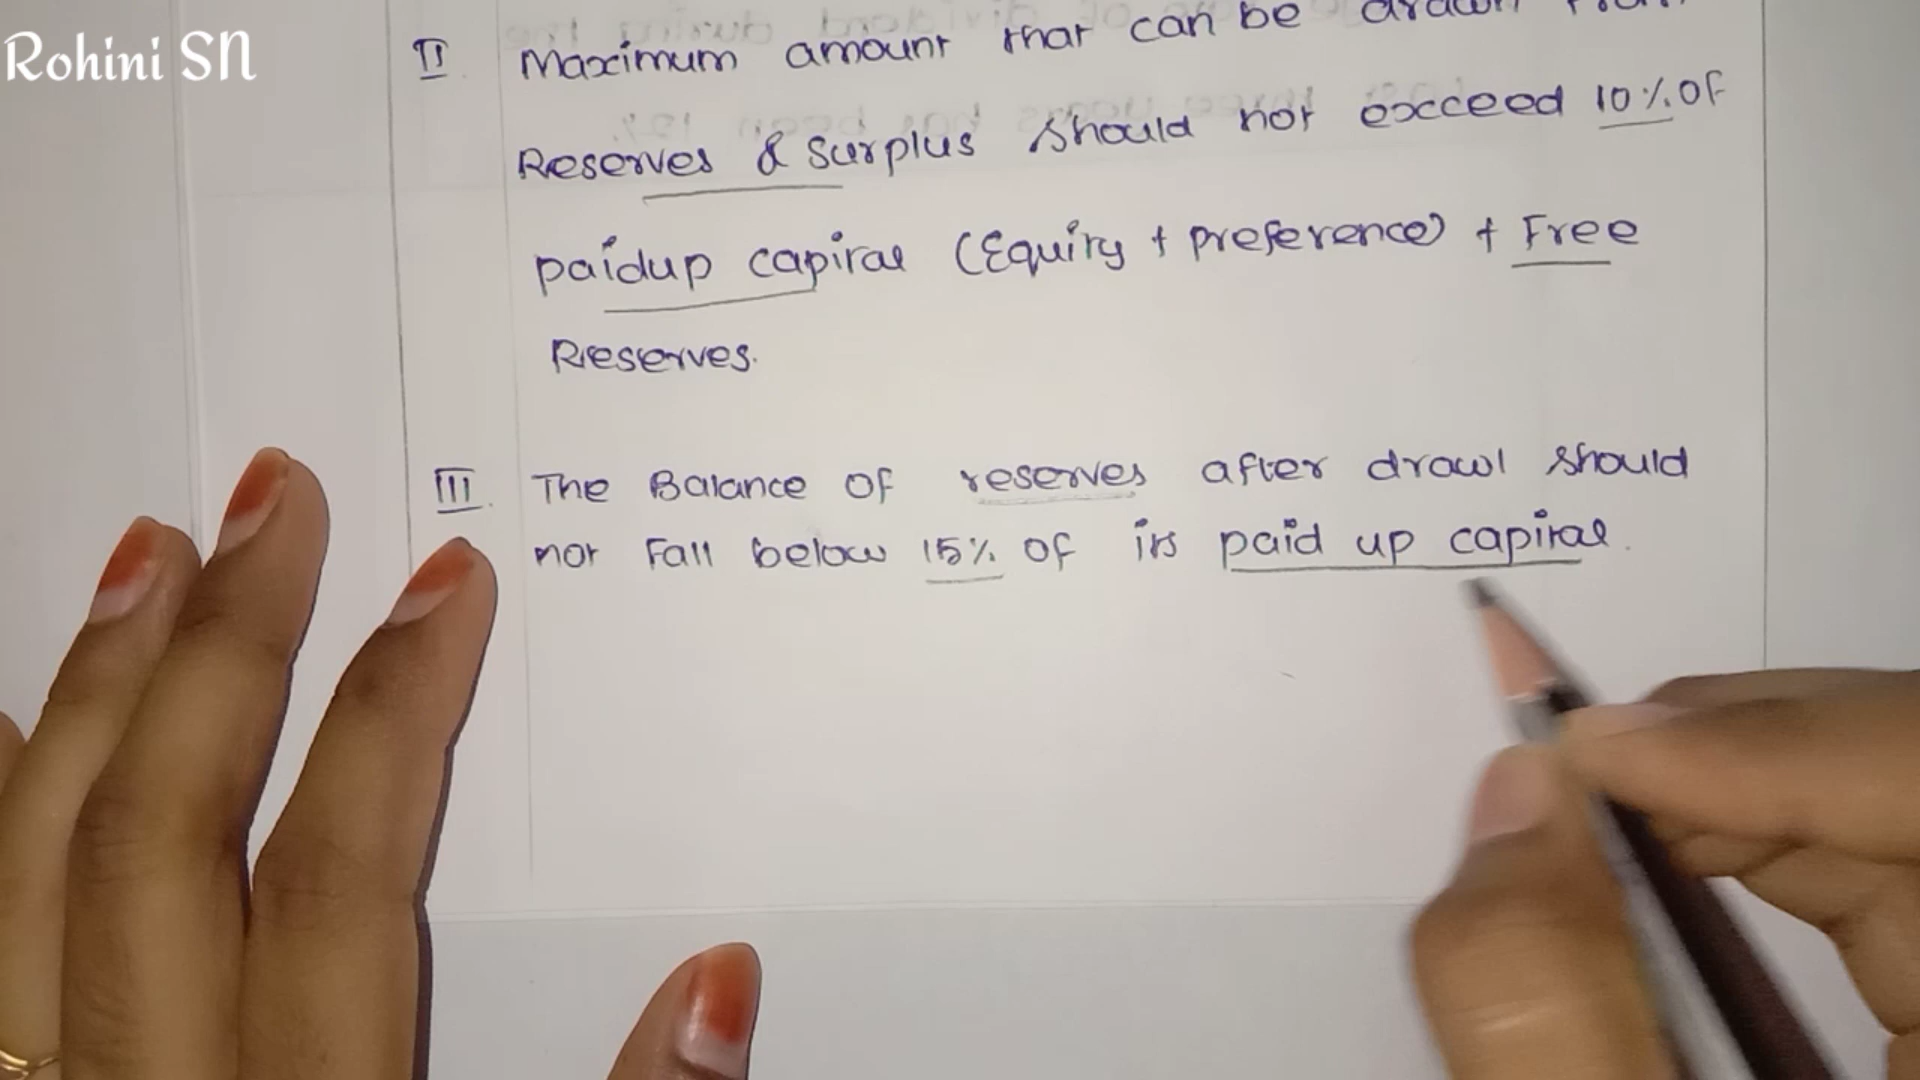 Rohini SN
II Maximum amount that can be drawn from
Reserves & Surplus should not exceed 10% of
paidup capital (Equity + preference) + Free
Reserves.
III. The Balance of reserves after drawl should
not Fall below 15% of its paid up capital.